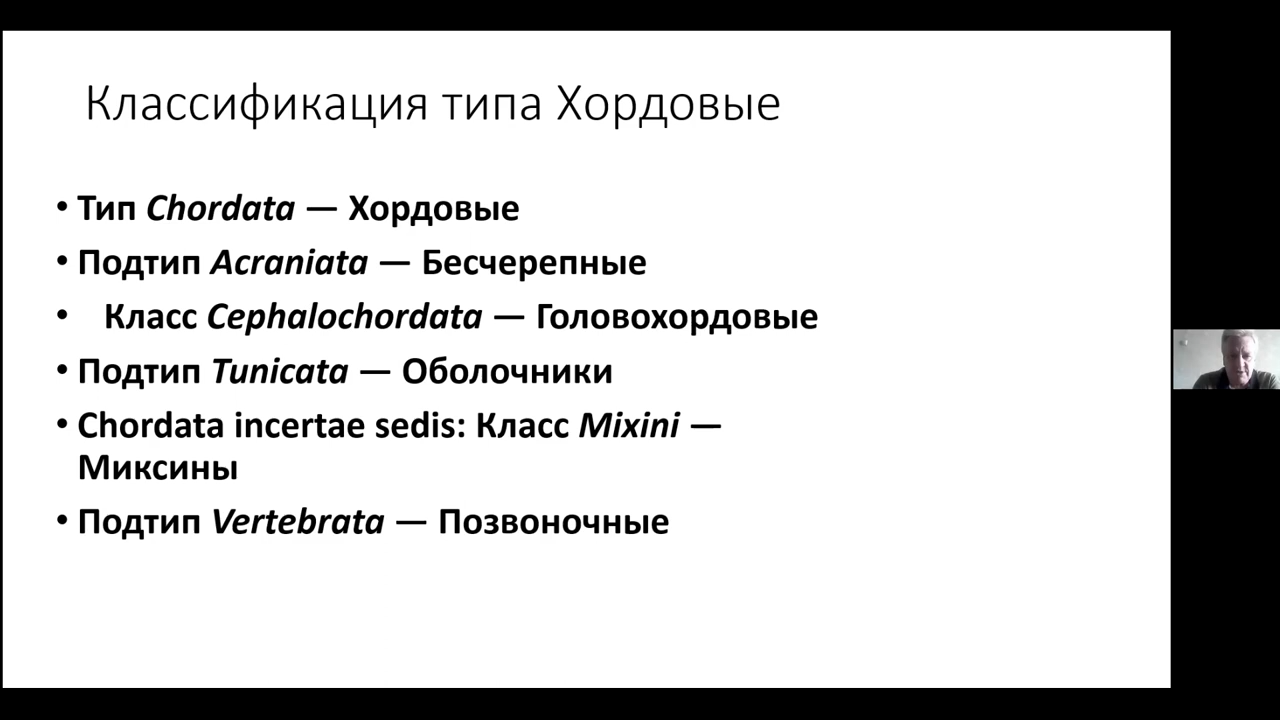 Классификация типа Хордовые
• Тип Chordata — Хордовые
• Подтип Acraniata — Бесчерепные
• Класс Cephalochordata — Головохордовые
• Подтип Tunicata — Оболочники
• Chordata incertae sedis: Класс Mixini —
Миксины
• Подтип Vertebrata — Позвоночные